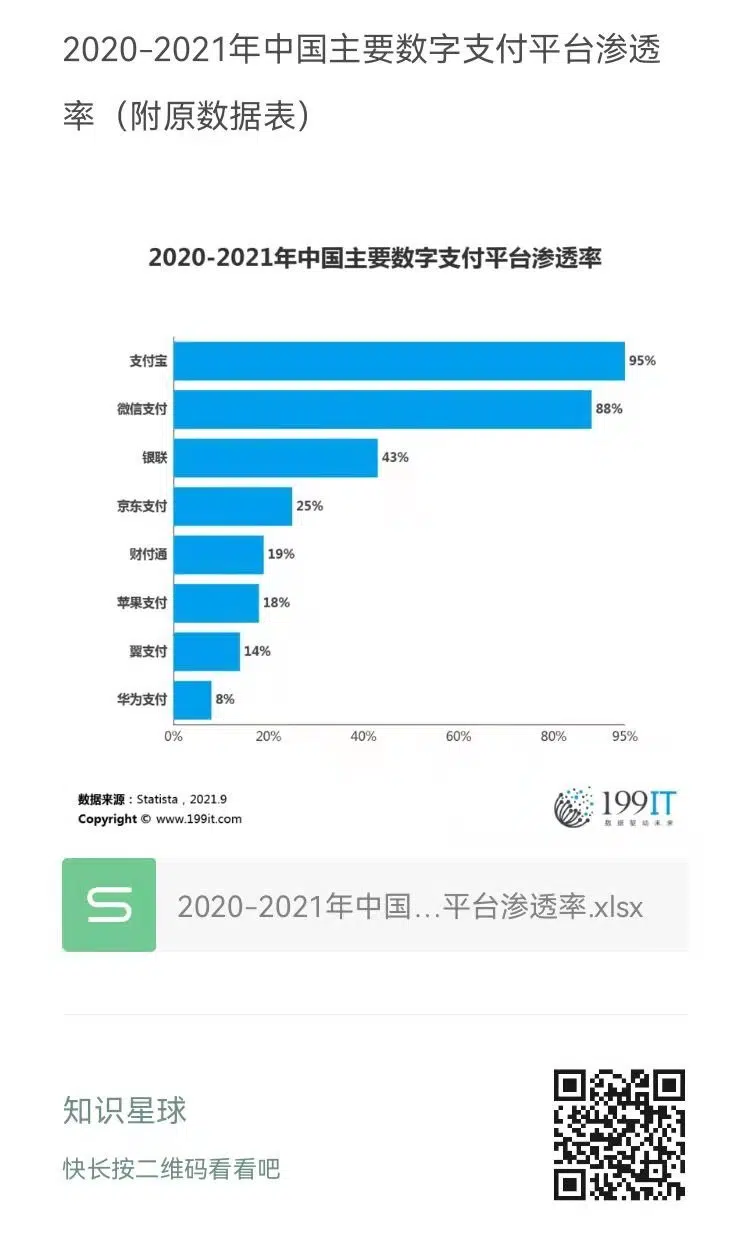 2020-2021年中国主要数字支付平台渗透
率（附原数据表）
2020-2021年中国主要数字支付平台渗透率
支付宝 95%
微信支付 88%
银联 43%
京东支付 25%
财付通 19%
苹果支付 18%
翼支付 14%
华为支付 8%
0% 20% 40% 60% 80% 95%
数据来源：Statista，2021.9
Copyright © www.199it.com
199IT
数据驱动未来
2020-2021年中国...平台渗透率.xlsx
知识星球
快长按二维码看看吧